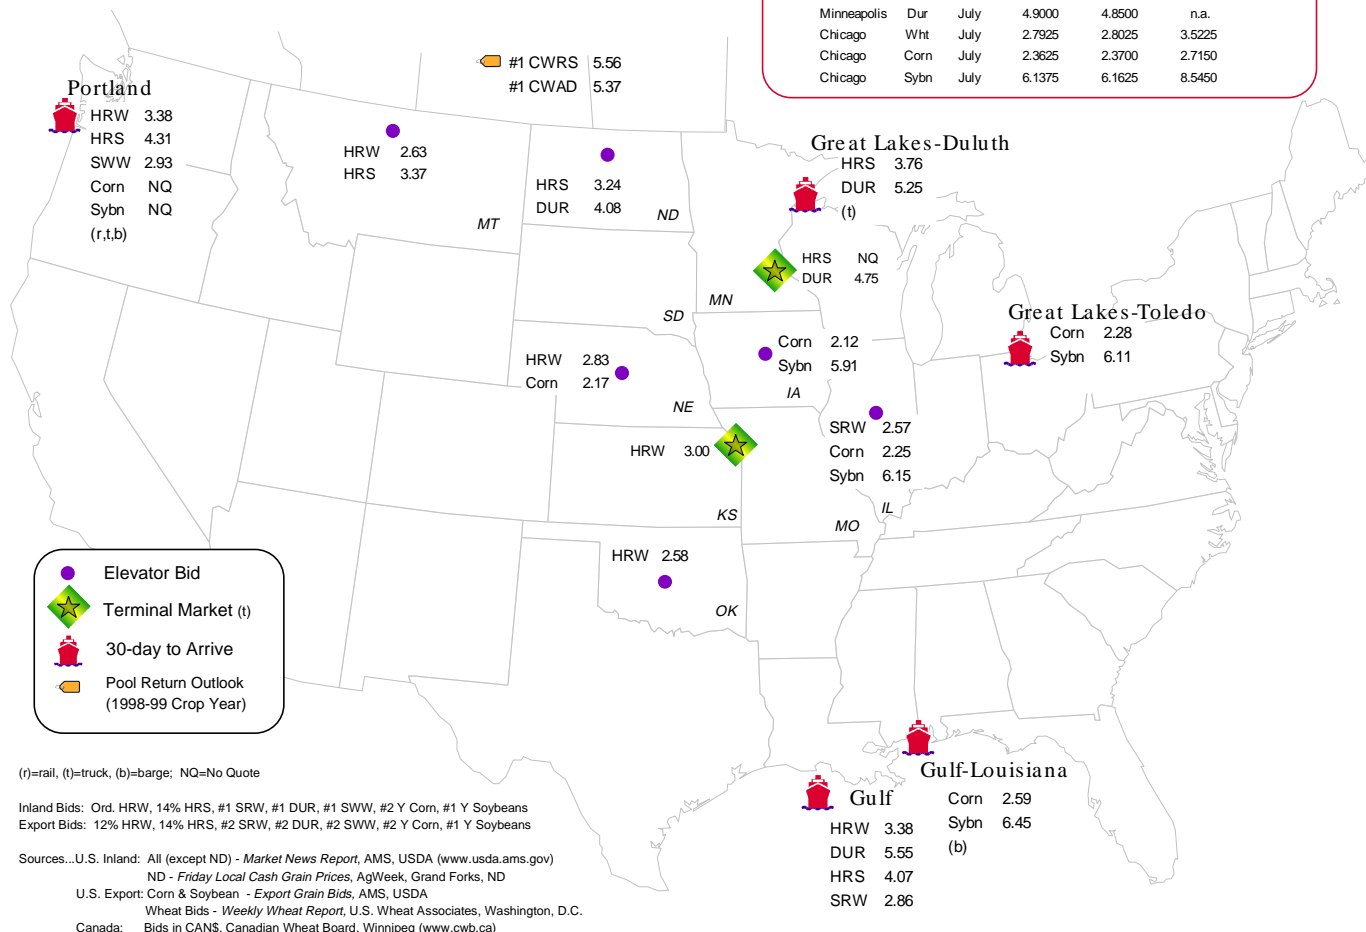 Minneapolis Dur July 4.9000 4.8500 n.a.
Chicago Wht July 2.7925 2.8025 3.5225
Chicago Corn July 2.3625 2.3700 2.7150
Chicago Sybn July 6.1375 6.1625 8.5450
#1 CWRS 5.56
#1 CWAD 5.37
Portland
HRW 3.38
HRS 4.31
SWW 2.93
Corn NQ
Sybn NQ
(r,t,b)
HRW 2.63
HRS 3.37
MT
HRS 3.24
DUR 4.08
ND
Great Lakes-Duluth
HRS 3.76
DUR 5.25
(t)
HRS NQ
DUR 4.75
MN
SD
Great Lakes-Toledo
Corn 2.28
Sybn 6.11
Corn 2.12
Sybn 5.91
IA
HRW 2.83
Corn 2.17
NE
SRW 2.57
Corn 2.25
Sybn 6.15
IL
HRW 3.00
KS
MO
HRW 2.58
OK
Elevator Bid
Terminal Market (t)
30-day to Arrive
Pool Return Outlook
(1998-99 Crop Year)
Gulf-Louisiana
Corn 2.59
Sybn 6.45
(b)
Gulf
HRW 3.38
DUR 5.55
HRS 4.07
SRW 2.86
(r)=rail, (t)=truck, (b)=barge; NQ=No Quote
Inland Bids: Ord. HRW, 14% HRS, #1 SRW, #1 DUR, #1 SWW, #2 Y Corn, #1 Y Soybeans
Export Bids: 12% HRW, 14% HRS, #2 SRW, #2 DUR, #2 SWW, #2 Y Corn, #1 Y Soybeans
Sources...U.S. Inland: All (except ND) - Market News Report, AMS, USDA (www.usda.ams.gov)
ND - Friday Local Cash Grain Prices, AgWeek, Grand Forks, ND
U.S. Export: Corn & Soybean - Export Grain Bids, AMS, USDA
Wheat Bids - Weekly Wheat Report, U.S. Wheat Associates, Washington, D.C.
Canada: Bids in CAN$, Canadian Wheat Board, Winnipeg (www.cwb.ca)